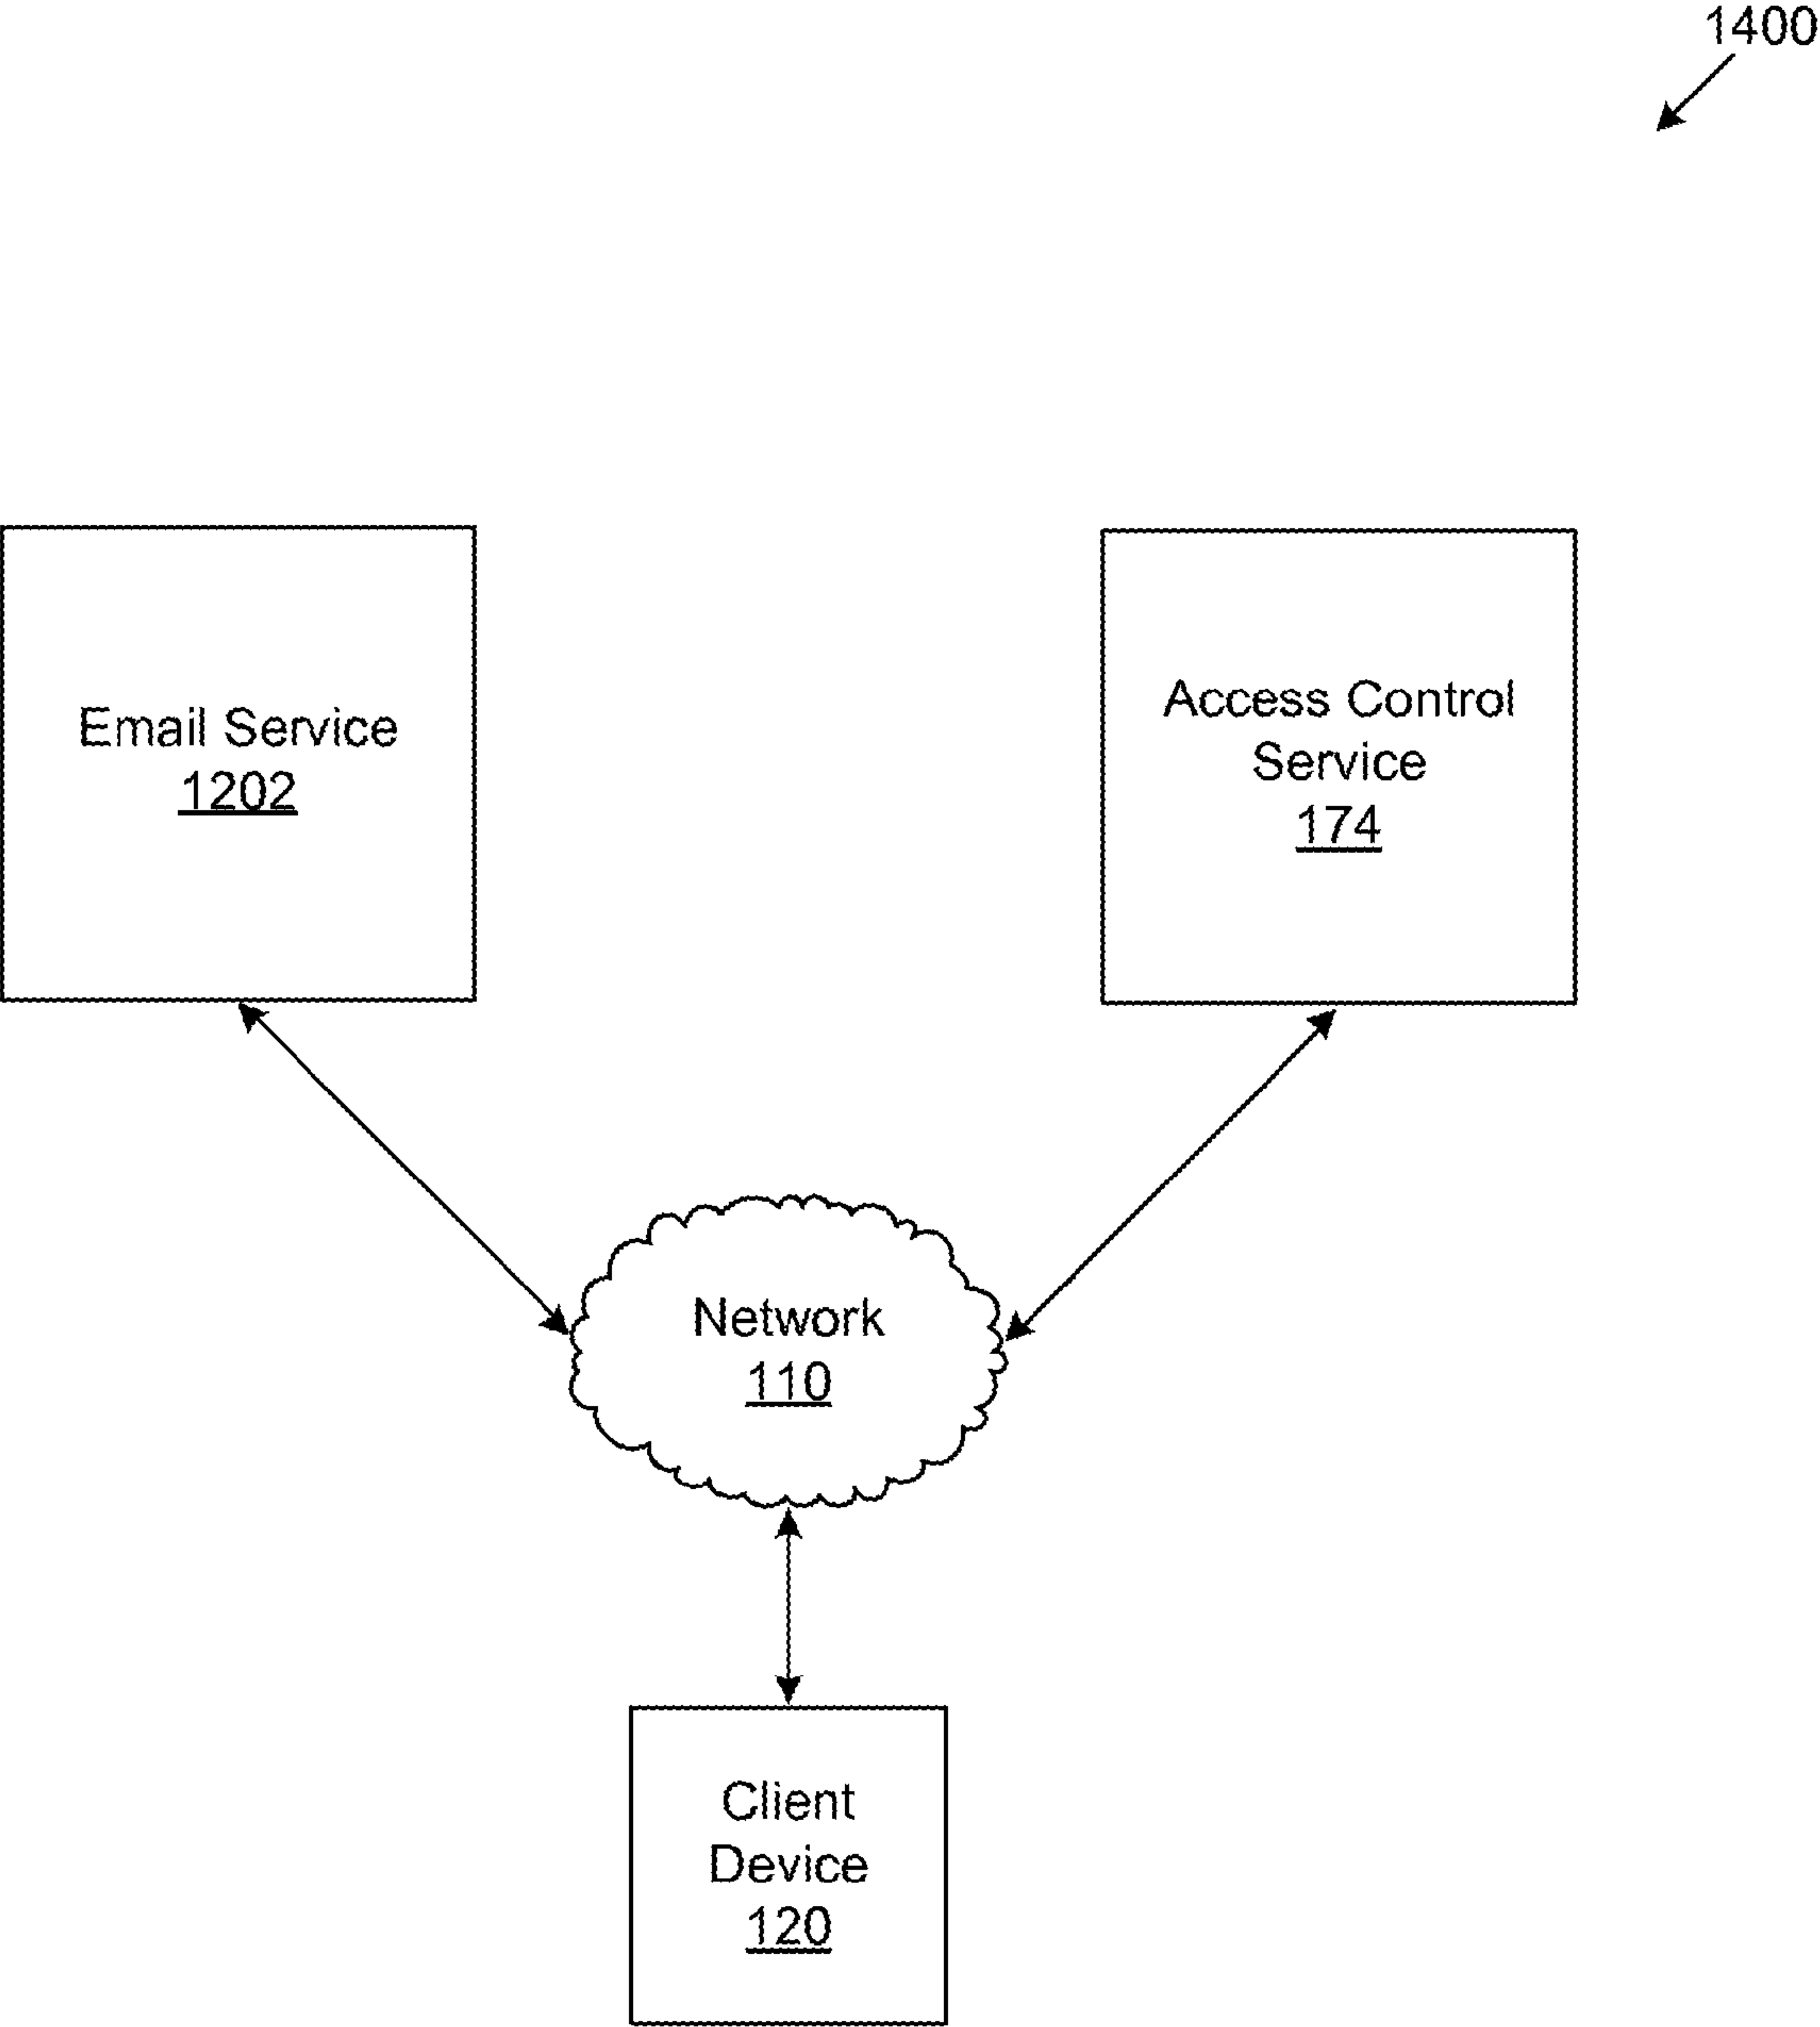 1400
Email Service
1202
Access Control
Service
174
Network
110
Client
Device
120